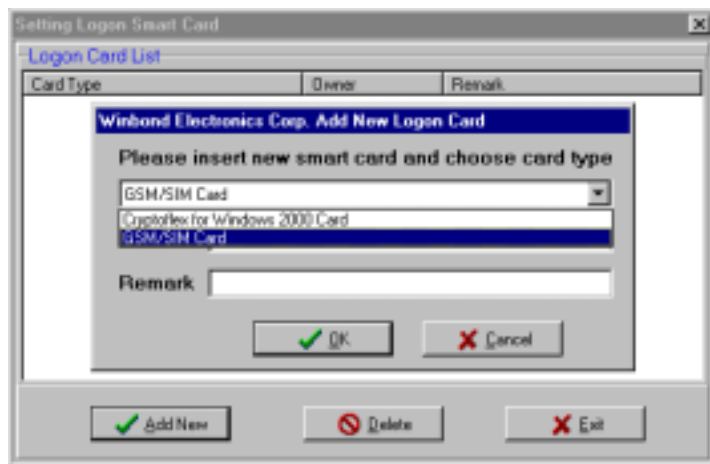 Setting Logon Smart Card
Logon Card List
Card Type Owner Remark
Winbond Electronics Corp. Add New Logon Card
Please insert new smart card and choose card type
GSM/SIM Card
Cryptoflex for Windows 2000 Card
GSM/SIM Card
Remark
OK Cancel
Add New Delete Exit